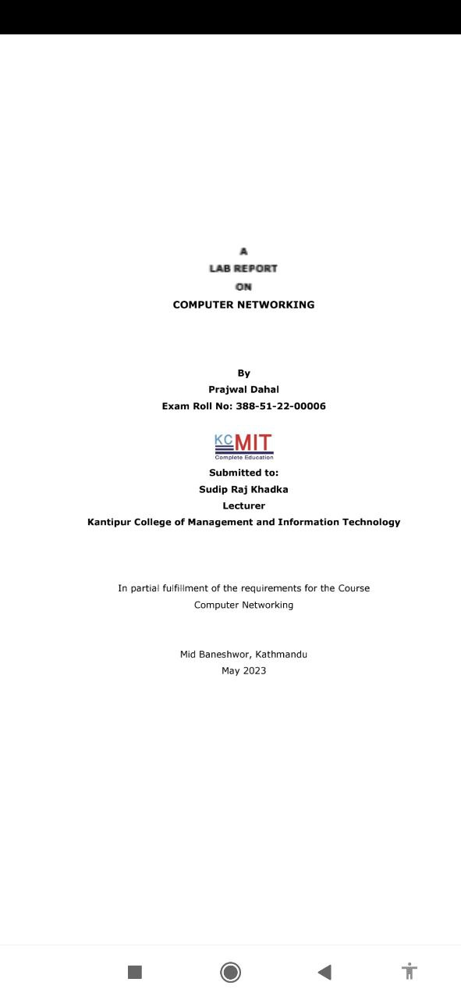 A
LAB REPORT
ON
COMPUTER NETWORKING
By
Prajwal Dahal
Exam Roll No: 388-51-22-00006
KCMIT
Complete Education
Submitted to:
Sudip Raj Khadka
Lecturer
Kantipur College of Management and Information Technology
In partial fulfillment of the requirements for the Course
Computer Networking
Mid Baneshwor, Kathmandu
May 2023